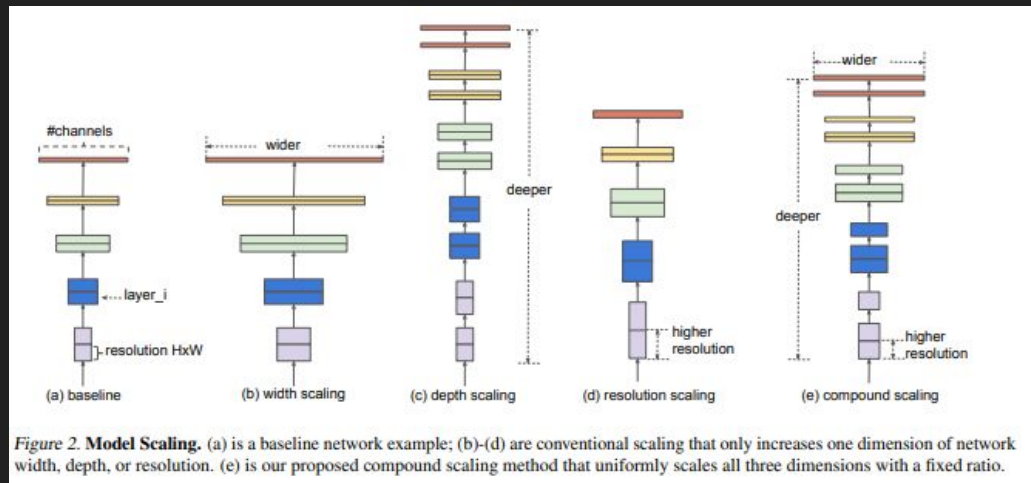 #channels
layer_i
resolution HxW
(a) baseline
wider
(b) width scaling
deeper
(c) depth scaling
higher
resolution
(d) resolution scaling
wider
deeper
higher
resolution
(e) compound scaling
Figure 2. Model Scaling. (a) is a baseline network example; (b)-(d) are conventional scaling that only increases one dimension of network
width, depth, or resolution. (e) is our proposed compound scaling method that uniformly scales all three dimensions with a fixed ratio.